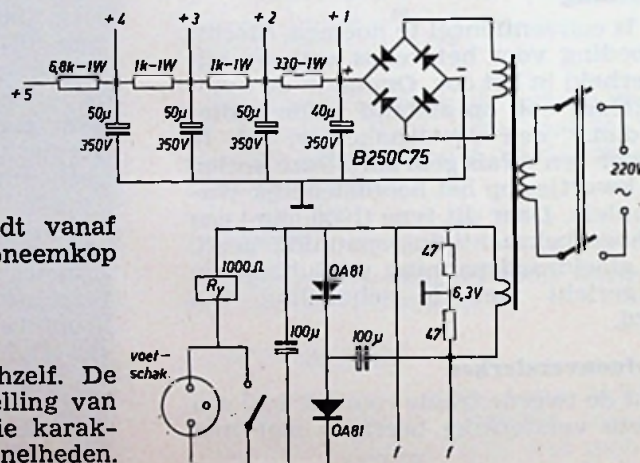 +4 +3 +2 +1
6,8k-1W 1k-1W 1k-1W 330-1W
+5
50µ 50µ 50µ 40µ
350V 350V 350V 350V
B250C75
220V
~
dt vanaf
oneemkop
1000Ω
Ry
OA81
47
6,3V
47
100µ
100µ
voet-
schak.
OA81
f f
hzelf. De
elling van
ie karak-
nelheden.